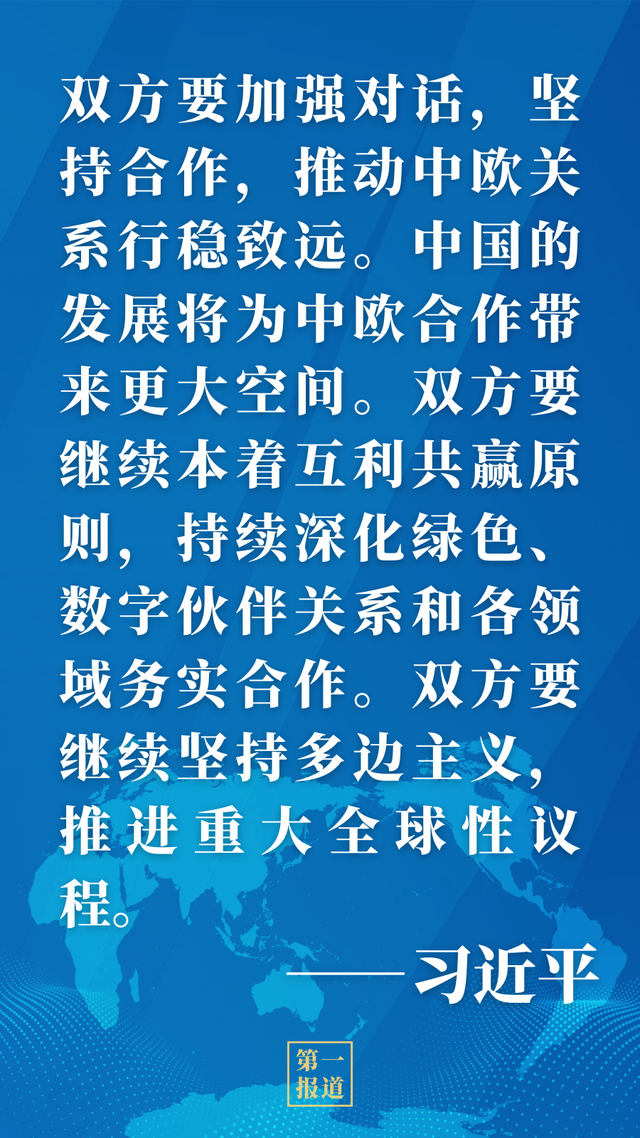 双方要加强对话，坚
持合作，推动中欧关
系行稳致远。中国的
发展将为中欧合作带
来更大空间。双方要
继续本着互利共赢原
则，持续深化绿色、
数字伙伴关系和各领
域务实合作。双方要
继续坚持多边主义，
推进重大全球性议
程。
——习近平
第一
报道